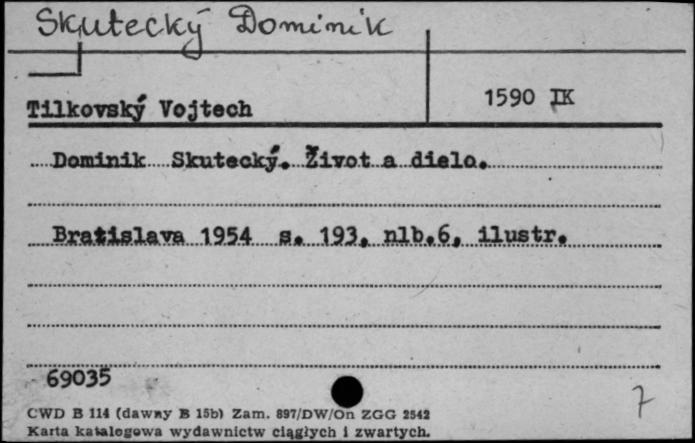 Skutecký Dominik
Tilkovský Vojtech
1590 IK
Dominik Skutecký. Život a dielo.
Bratislava 1954 s. 193, nlb.6, ilustr.
69035
7
CWD B 114 (dawny B 15b) Zam. 897/DW/On ZGG 2542
Karta katalogowa wydawnictw ciągłych i zwartych.